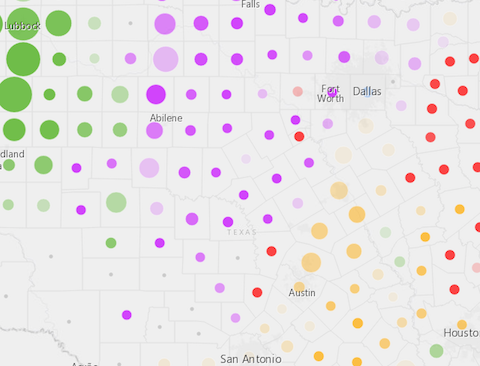 Falls
Lubbock
Fort
Worth
Dallas
Abilene
dland
TEXAS
Austin
Houston
San Antonio